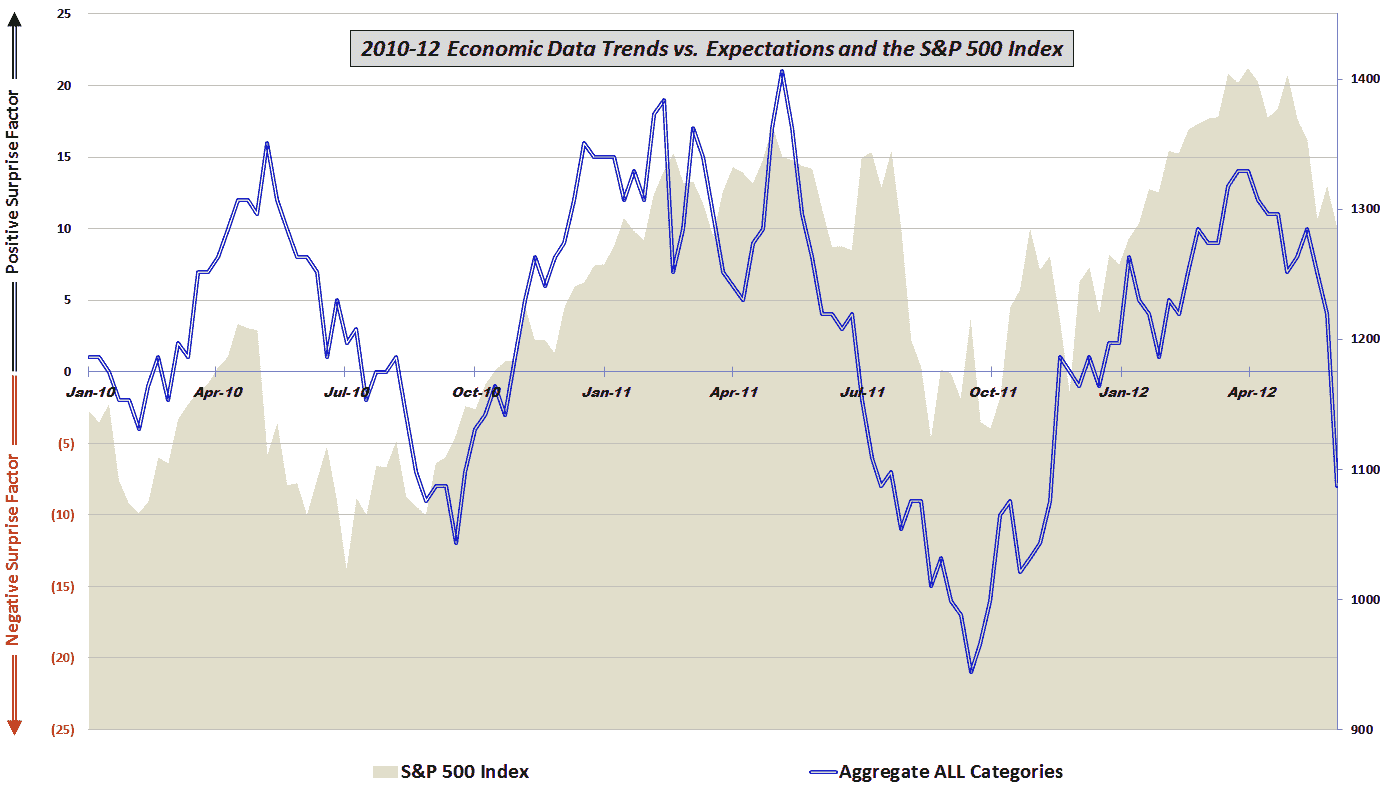 2010-12 Economic Data Trends vs. Expectations and the S&P 500 Index
Positive Surprise Factor
Negative Surprise Factor
25
20
15
10
5
0
(5)
(10)
(15)
(20)
(25)
1400
1300
1200
1100
1000
900
Jan-10
Apr-10
Jul-10
Oct-10
Jan-11
Apr-11
Jul-11
Oct-11
Jan-12
Apr-12
S&P 500 Index
Aggregate ALL Categories